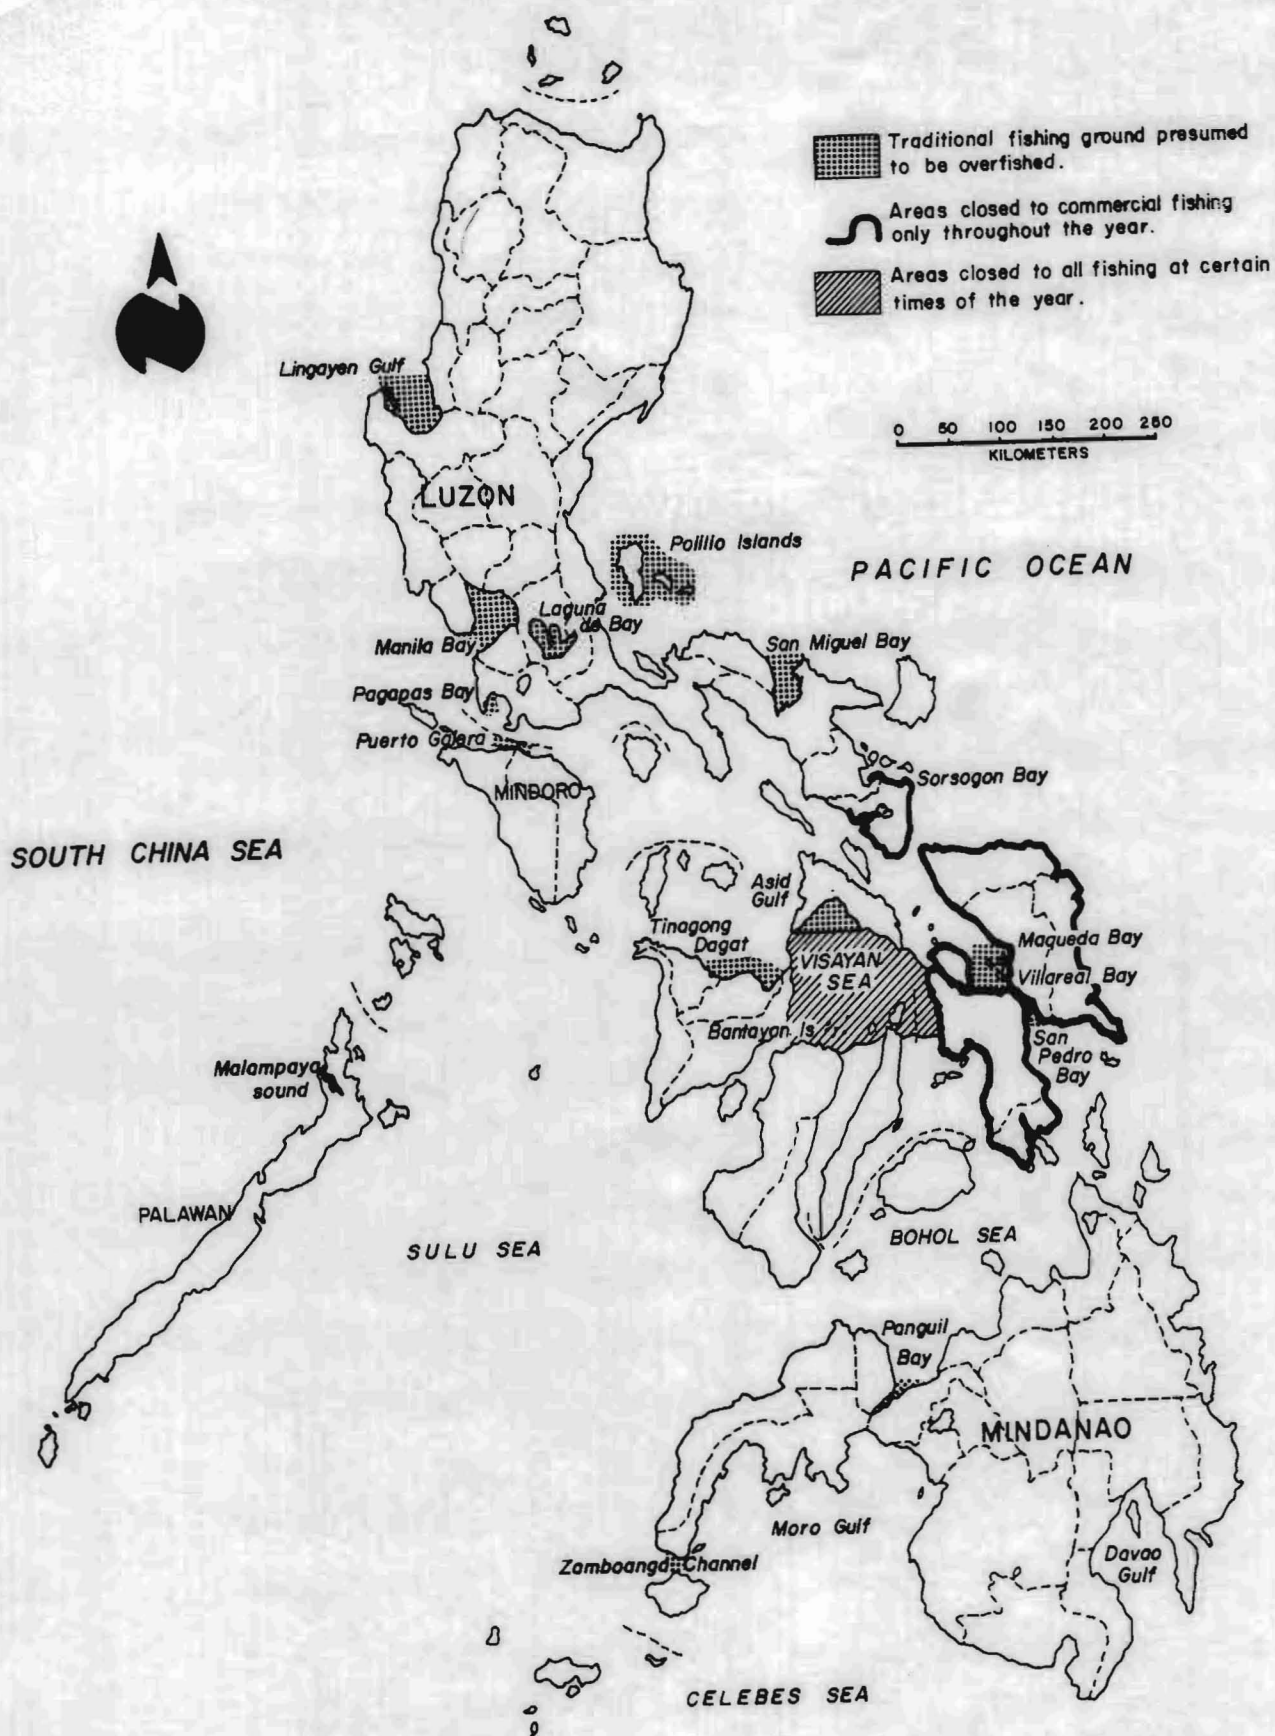 Traditional fishing ground presumed
to be overfished.
Areas closed to commercial fishing
only throughout the year.
Areas closed to all fishing at certain
times of the year.
0 50 100 150 200 250
KILOMETERS
Lingayen Gulf
LUZON
Polillo Islands
PACIFIC OCEAN
Laguna
de Bay
Manila Bay
San Miguel Bay
Pagapas Bay
Puerto Galera
MINDORO
Sorsogon Bay
SOUTH CHINA SEA
Asid
Gulf
Tinagong
Dagat
Maqueda Bay
VISAYAN
SEA
Villareal Bay
Bantayan Is.
San
Pedro
Bay
Malampaya
sound
PALAWAN
SULU SEA
BOHOL SEA
Panguil
Bay
MINDANAO
Moro Gulf
Davao
Gulf
Zamboanga Channel
CELEBES SEA